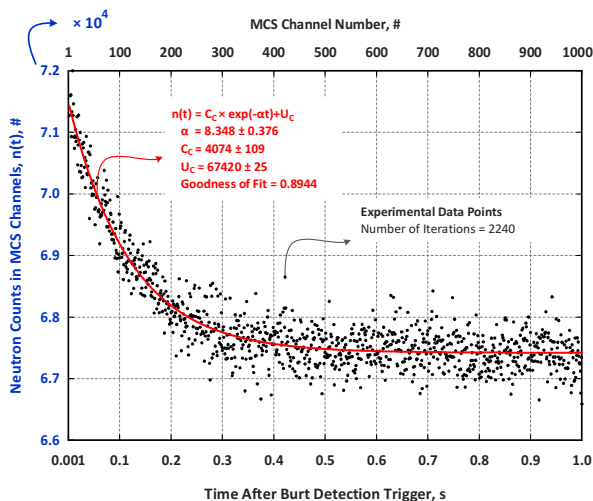 MCS Channel Number, #
× 10⁴
1 100 200 300 400 500 600 700 800 900 1000
7.2
7.1
7.0
6.9
6.8
6.7
6.6
Neutron Counts in MCS Channels, n(t), #
n(t) = C_C × exp(-αt)+U_C
α = 8.348 ± 0.376
C_C = 4074 ± 109
U_C = 67420 ± 25
Goodness of Fit = 0.8944
Experimental Data Points
Number of Iterations = 2240
0.001 0.1 0.2 0.3 0.4 0.5 0.6 0.7 0.8 0.9 1.0
Time After Burt Detection Trigger, s